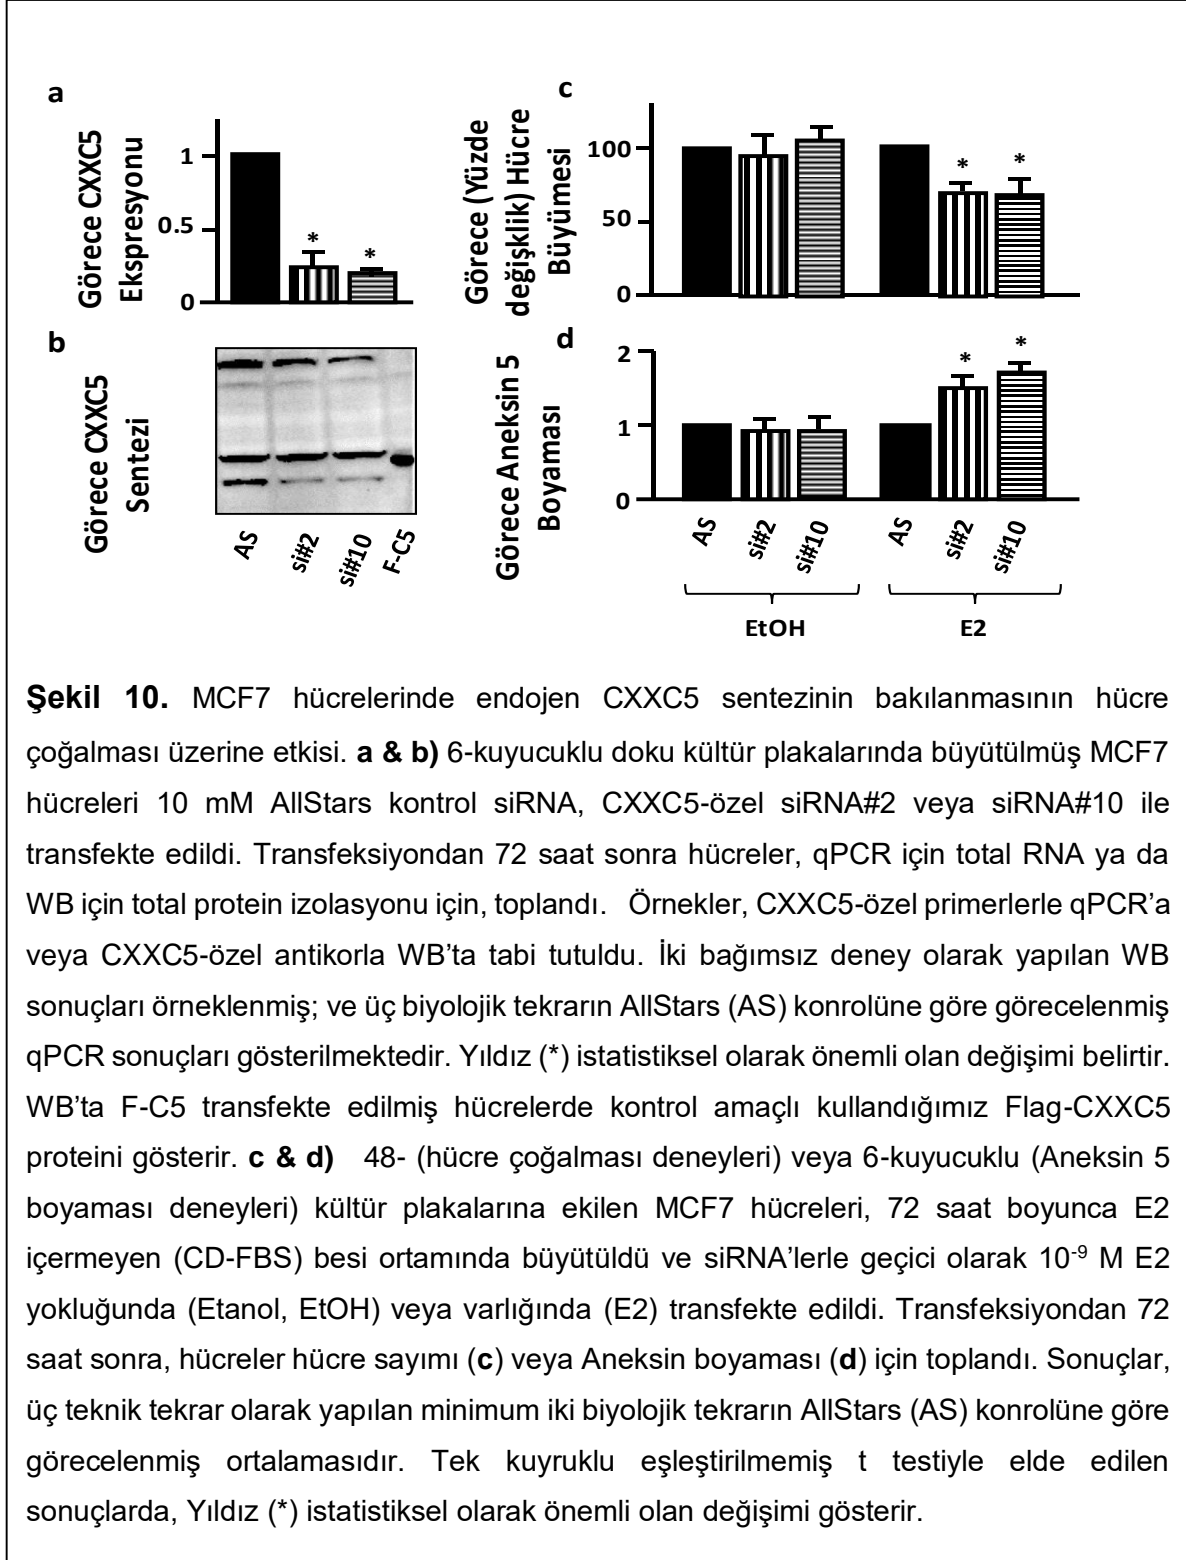 a
Görece CXXC5
Ekspresyonu
1
0.5
0
*
*
b
Görece CXXC5
Sentezi
AS
si#2
si#10
F-C5
c
Görece (Yüzde
değişklik) Hücre
Büyümesi
100
50
0
*
*
d
Görece Aneksin 5
Boyaması
2
1
0
*
*
AS
si#2
si#10
AS
si#2
si#10
EtOH
E2
Şekil 10. MCF7 hücrelerinde endojen CXXC5 sentezinin bakılanmasının hücre
çoğalması üzerine etkisi. a & b) 6-kuyucuklu doku kültür plakalarında büyütülmüş MCF7
hücreleri 10 mM AllStars kontrol siRNA, CXXC5-özel siRNA#2 veya siRNA#10 ile
transfekte edildi. Transfeksiyondan 72 saat sonra hücreler, qPCR için total RNA ya da
WB için total protein izolasyonu için, toplandı. Örnekler, CXXC5-özel primerlerle qPCR’a
veya CXXC5-özel antikorla WB’ta tabi tutuldu. İki bağımsız deney olarak yapılan WB
sonuçları örneklenmiş; ve üç biyolojik tekrarın AllStars (AS) konrolüne göre görecelenmiş
qPCR sonuçları gösterilmektedir. Yıldız (*) istatistiksel olarak önemli olan değişimi belirtir.
WB’ta F-C5 transfekte edilmiş hücrelerde kontrol amaçlı kullandığımız Flag-CXXC5
proteini gösterir. c & d) 48- (hücre çoğalması deneyleri) veya 6-kuyucuklu (Aneksin 5
boyaması deneyleri) kültür plakalarına ekilen MCF7 hücreleri, 72 saat boyunca E2
içermeyen (CD-FBS) besi ortamında büyütüldü ve siRNA’lerle geçici olarak 10⁻⁹ M E2
yokluğunda (Etanol, EtOH) veya varlığında (E2) transfekte edildi. Transfeksiyondan 72
saat sonra, hücreler hücre sayımı (c) veya Aneksin boyaması (d) için toplandı. Sonuçlar,
üç teknik tekrar olarak yapılan minimum iki biyolojik tekrarın AllStars (AS) konrolüne göre
görecelenmiş ortalamasıdır. Tek kuyruklu eşleştirilmemiş t testiyle elde edilen
sonuçlarda, Yıldız (*) istatistiksel olarak önemli olan değişimi gösterir.